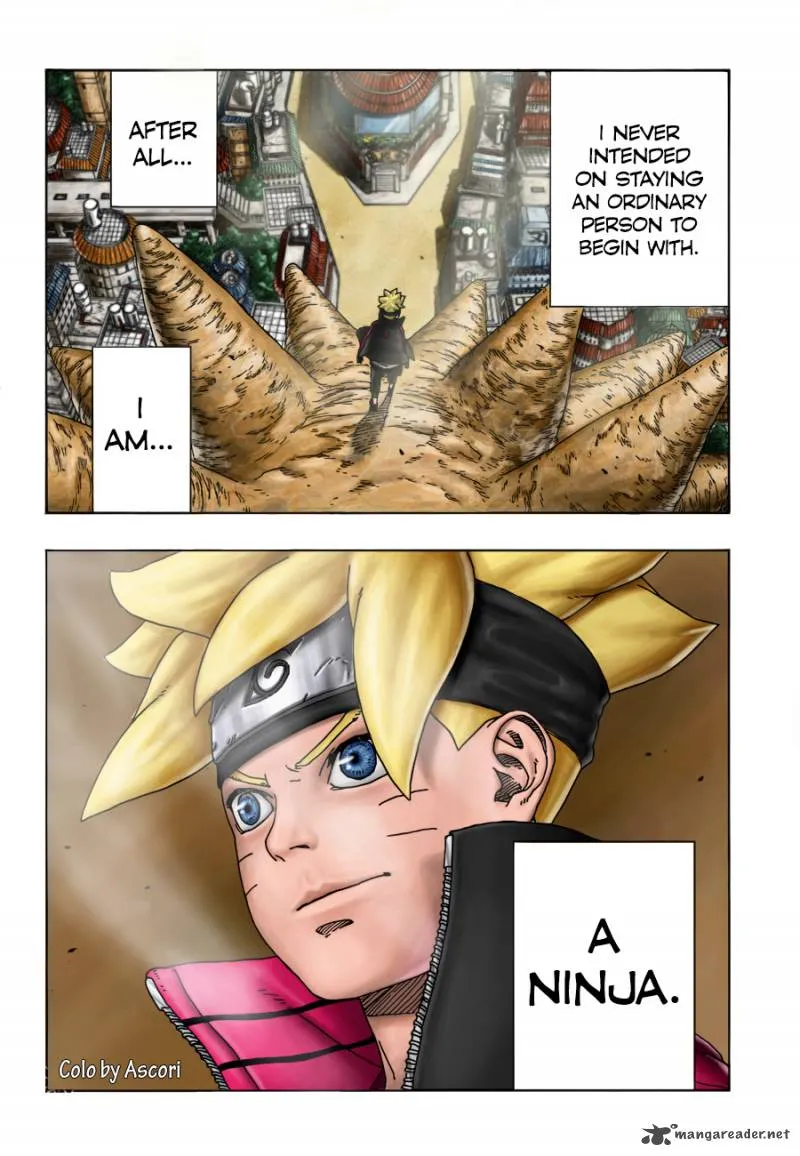 I NEVER
INTENDED
ON STAYING
AN ORDINARY
PERSON TO
BEGIN WITH.
AFTER
ALL...
I
AM...
A
NINJA.
Colo by Ascori
mangareader.net